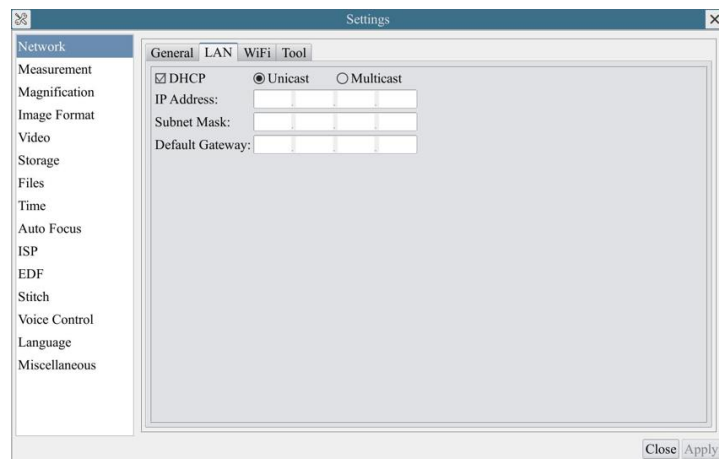 Settings
Network
Measurement
Magnification
Image Format
Video
Storage
Files
Time
Auto Focus
ISP
EDF
Stitch
Voice Control
Language
Miscellaneous
General LAN WiFi Tool
DHCP Unicast Multicast
IP Address:
Subnet Mask:
Default Gateway:
Close Apply